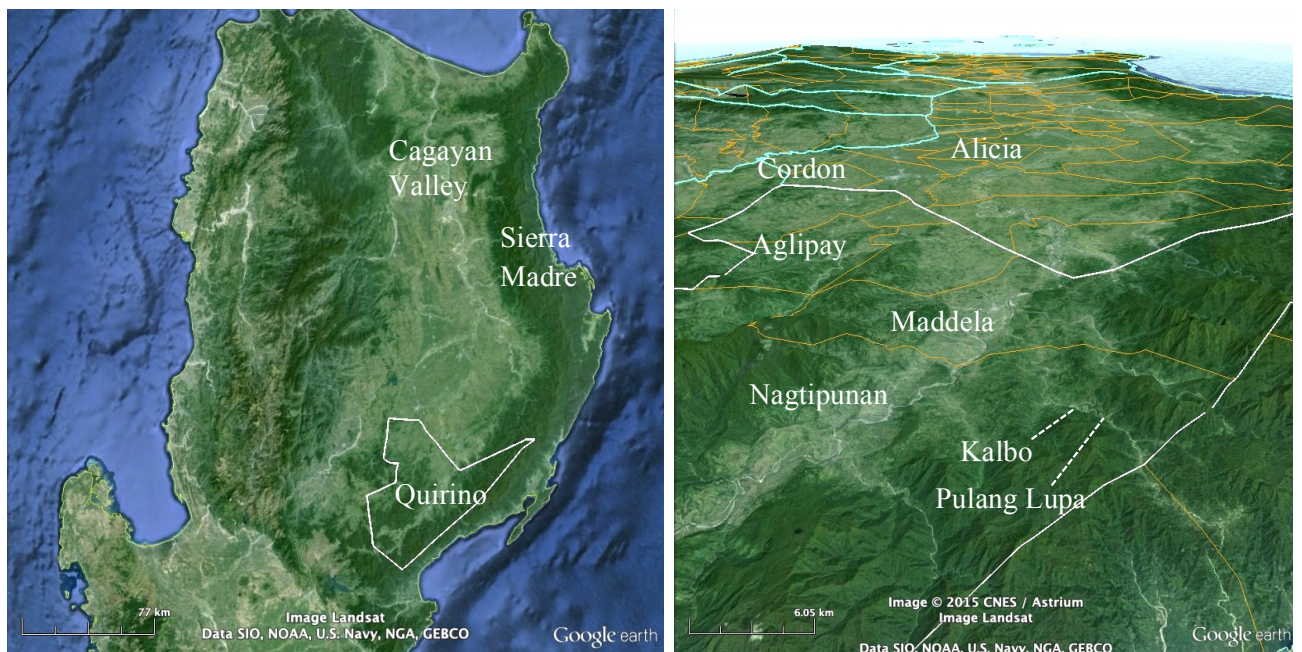 Cagayan
Valley
Sierra
Madre
Quirino
77 km
Image Landsat
Data SIO, NOAA, U.S. Navy, NGA, GEBCO
Google earth
Alicia
Cordon
Aglipay
Maddela
Nagtipunan
Kalbo
Pulang Lupa
6.05 km
Image © 2015 CNES / Astrium
Image Landsat
Data SIO, NOAA, U.S. Navy, NGA, GEBCO
Google earth